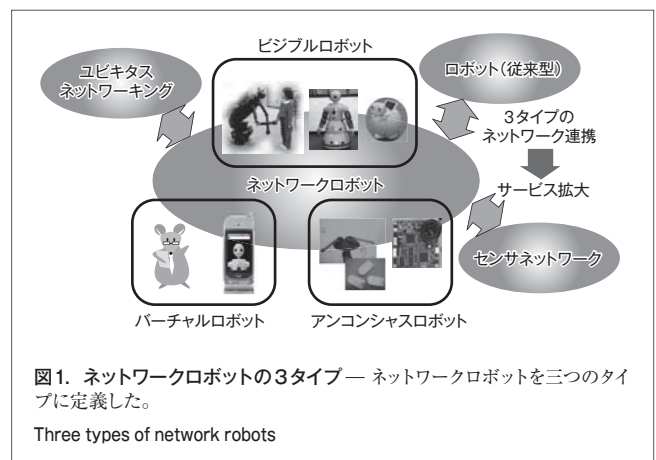 ビジブルロボット
ユビキタス
ネットワーキング
ロボット（従来型）
3タイプの
ネットワーク連携
サービス拡大
ネットワークロボット
センサネットワーク
バーチャルロボット
アンコンシャスロボット
図1．ネットワークロボットの3タイプ — ネットワークロボットを三つのタイ
プに定義した。
Three types of network robots